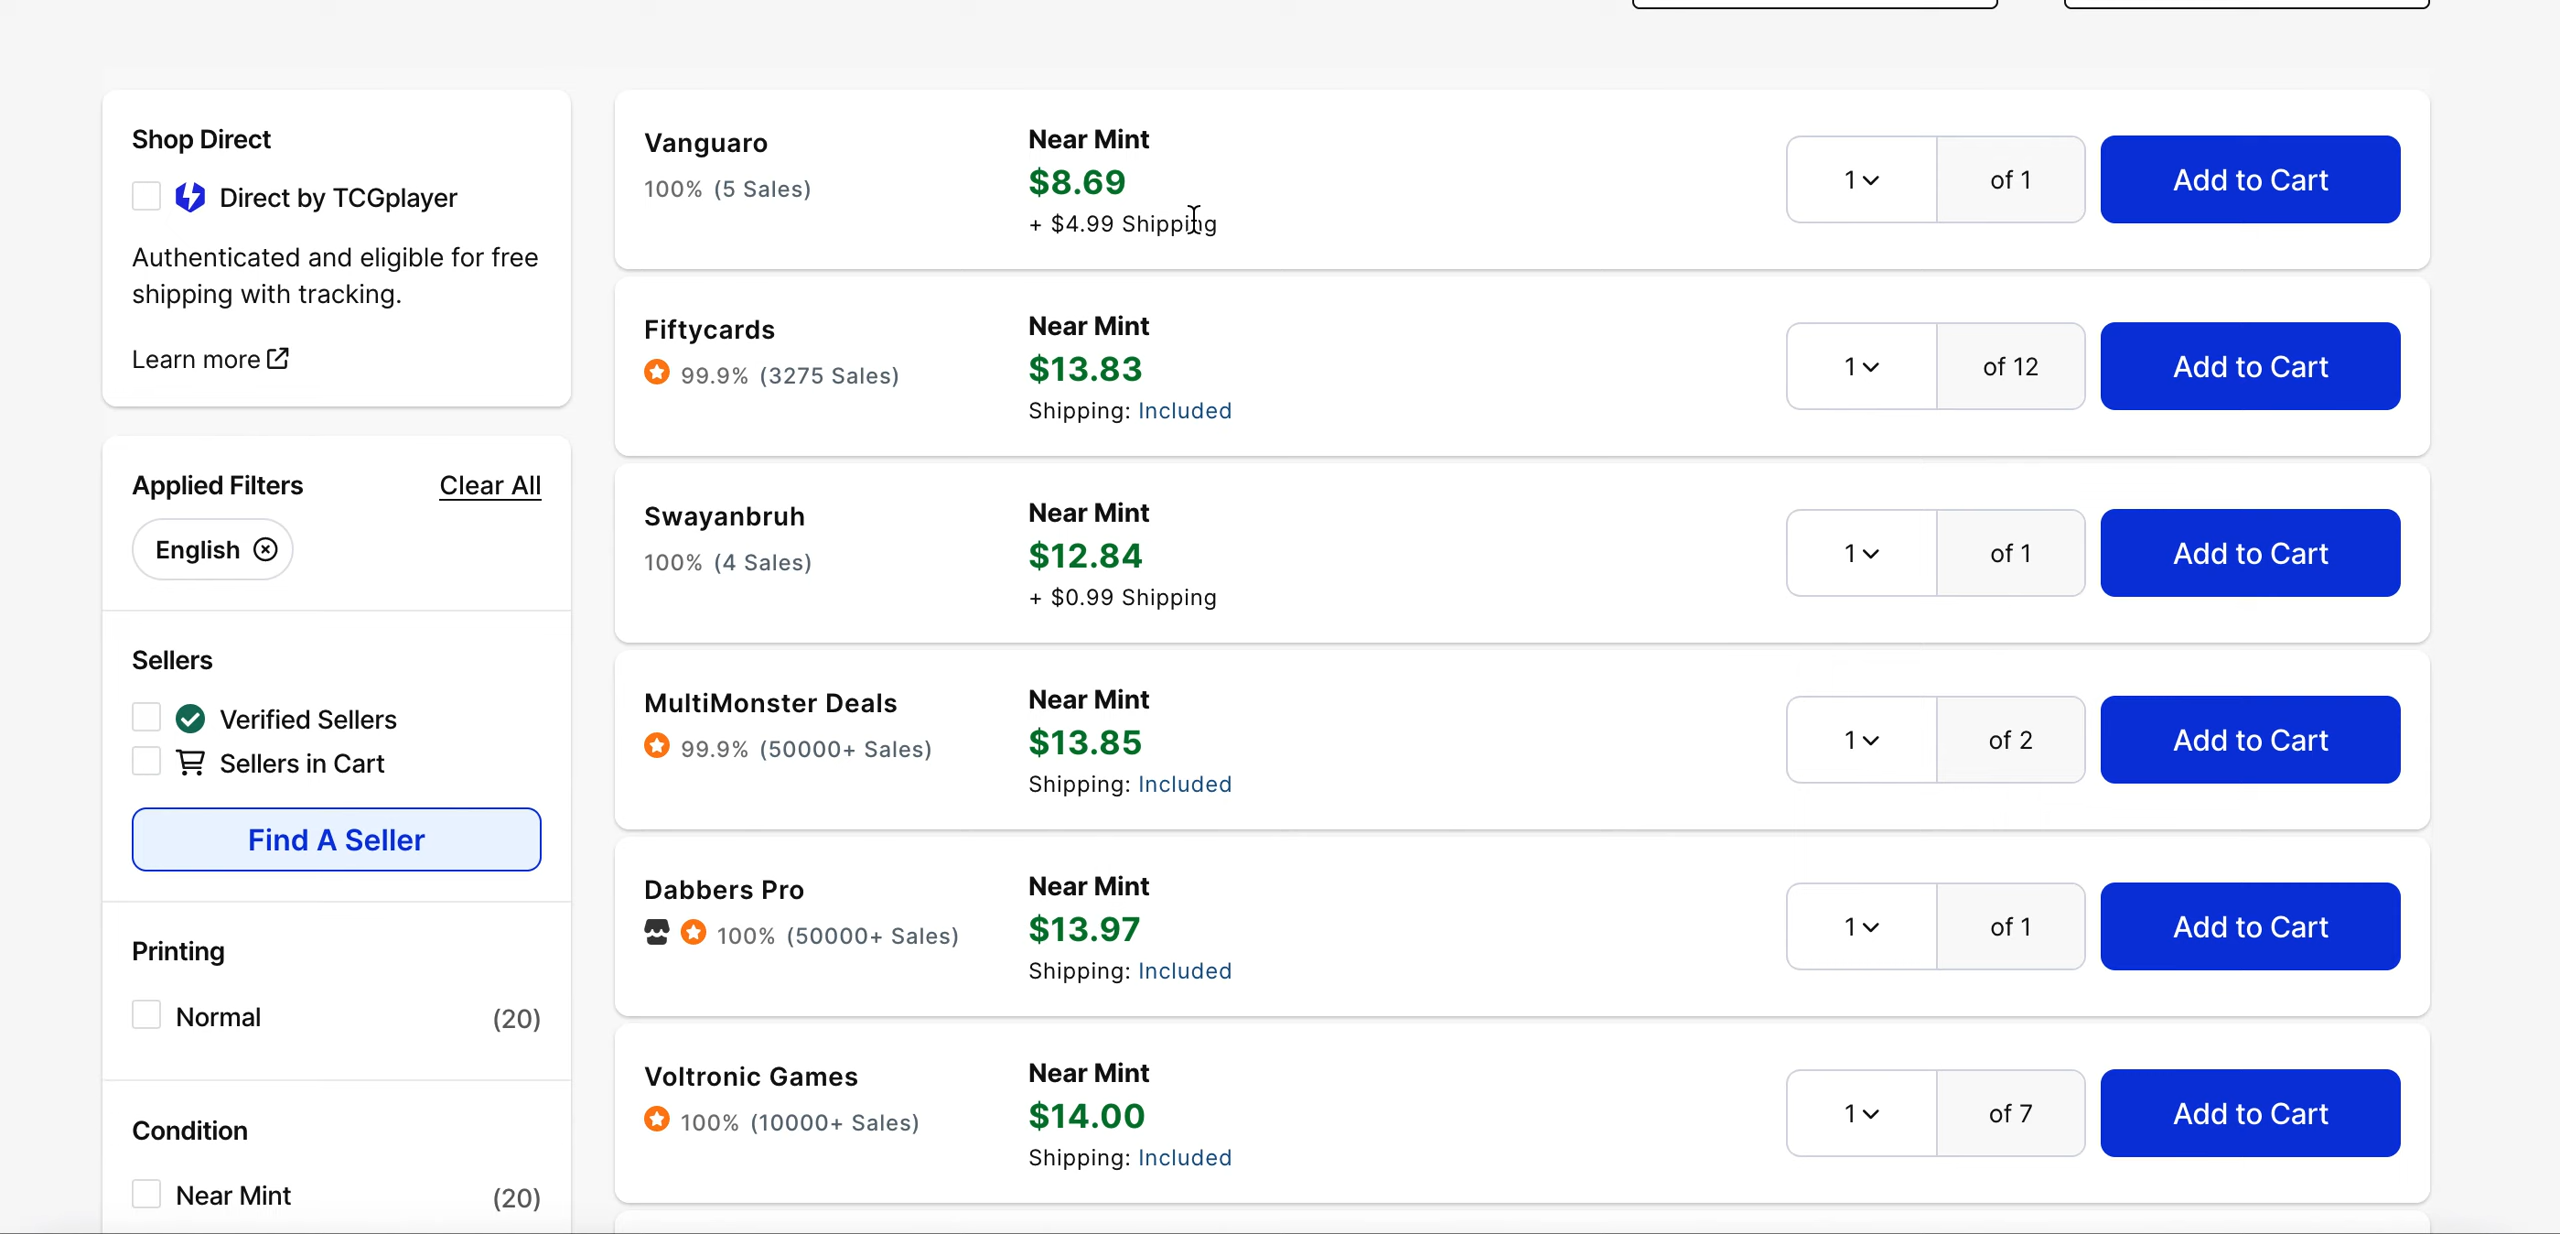 Shop Direct
Direct by TCGplayer
Authenticated and eligible for free
shipping with tracking.
Learn more
Applied Filters
Clear All
English
Sellers
Verified Sellers
Sellers in Cart
Find A Seller
Printing
Normal (20)
Condition
Near Mint (20)
Vanguaro
100% (5 Sales)
Near Mint
$8.69
+ $4.99 Shipping
1 of 1
Add to Cart
Fiftycards
99.9% (3275 Sales)
Near Mint
$13.83
Shipping: Included
1 of 12
Add to Cart
Swayanbruh
100% (4 Sales)
Near Mint
$12.84
+ $0.99 Shipping
1 of 1
Add to Cart
MultiMonster Deals
99.9% (50000+ Sales)
Near Mint
$13.85
Shipping: Included
1 of 2
Add to Cart
Dabbers Pro
100% (50000+ Sales)
Near Mint
$13.97
Shipping: Included
1 of 1
Add to Cart
Voltronic Games
100% (10000+ Sales)
Near Mint
$14.00
Shipping: Included
1 of 7
Add to Cart